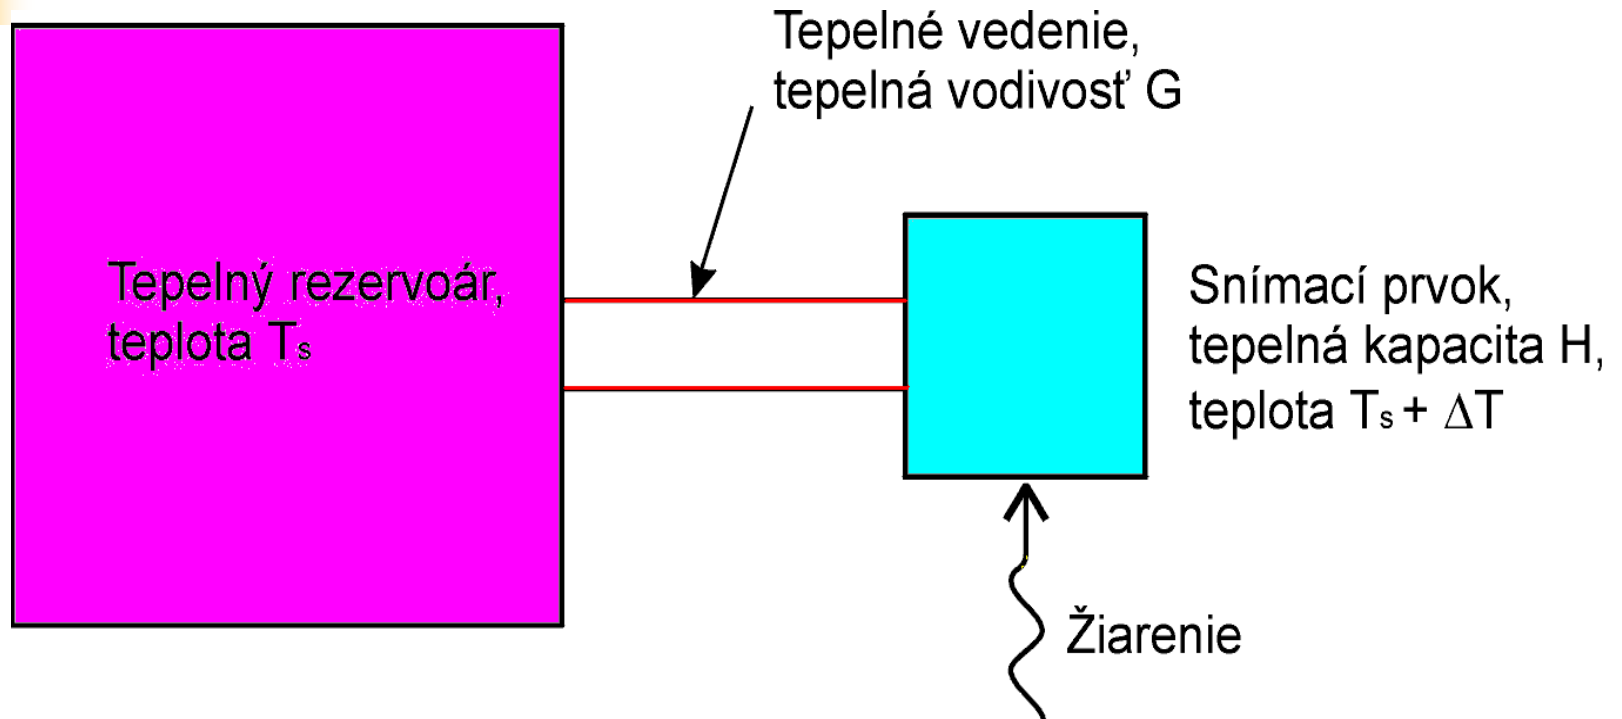 Tepelné vedenie,
tepelná vodivosť G
Tepelný rezervoár,
teplota Ts
Snímací prvok,
tepelná kapacita H,
teplota Ts + ΔT
Žiarenie